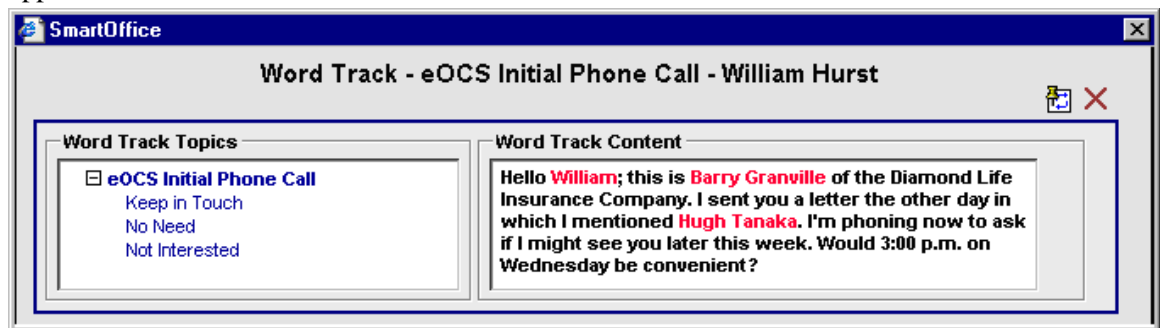 SmartOffice
Word Track - eOCS Initial Phone Call - William Hurst
Word Track Topics
eOCS Initial Phone Call
Keep in Touch
No Need
Not Interested
Word Track Content
Hello William; this is Barry Granville of the Diamond Life
Insurance Company. I sent you a letter the other day in
which I mentioned Hugh Tanaka. I'm phoning now to ask
if I might see you later this week. Would 3:00 p.m. on
Wednesday be convenient?